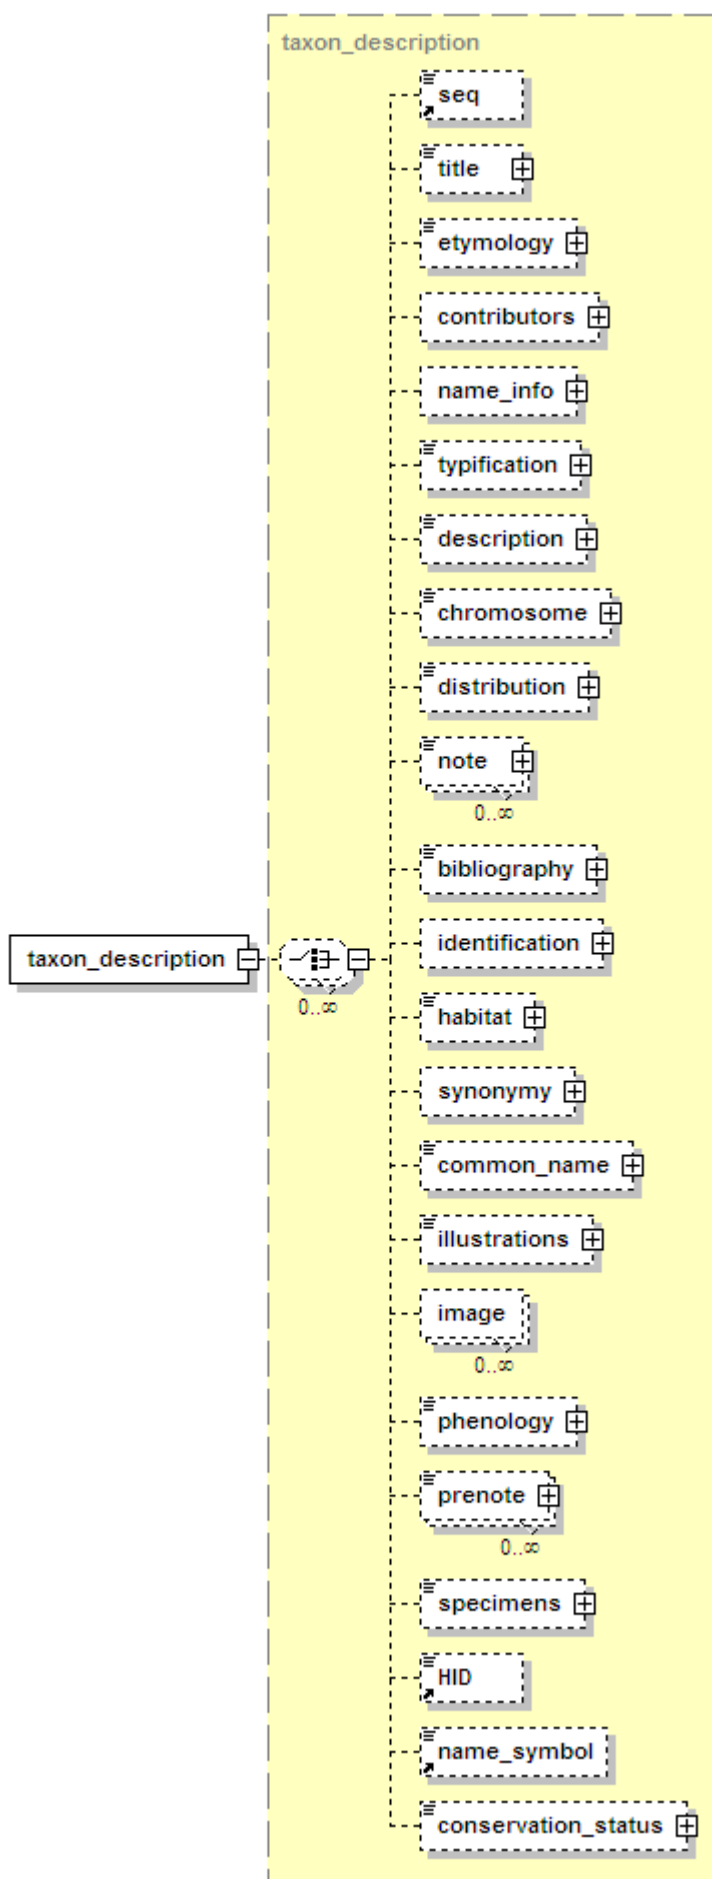 taxon_description
seq
title
etymology
contributors
name_info
typification
description
chromosome
distribution
note
0..∞
bibliography
identification
taxon_description
0..∞
habitat
synonymy
common_name
illustrations
image
0..∞
phenology
prenote
0..∞
specimens
HID
name_symbol
conservation_status